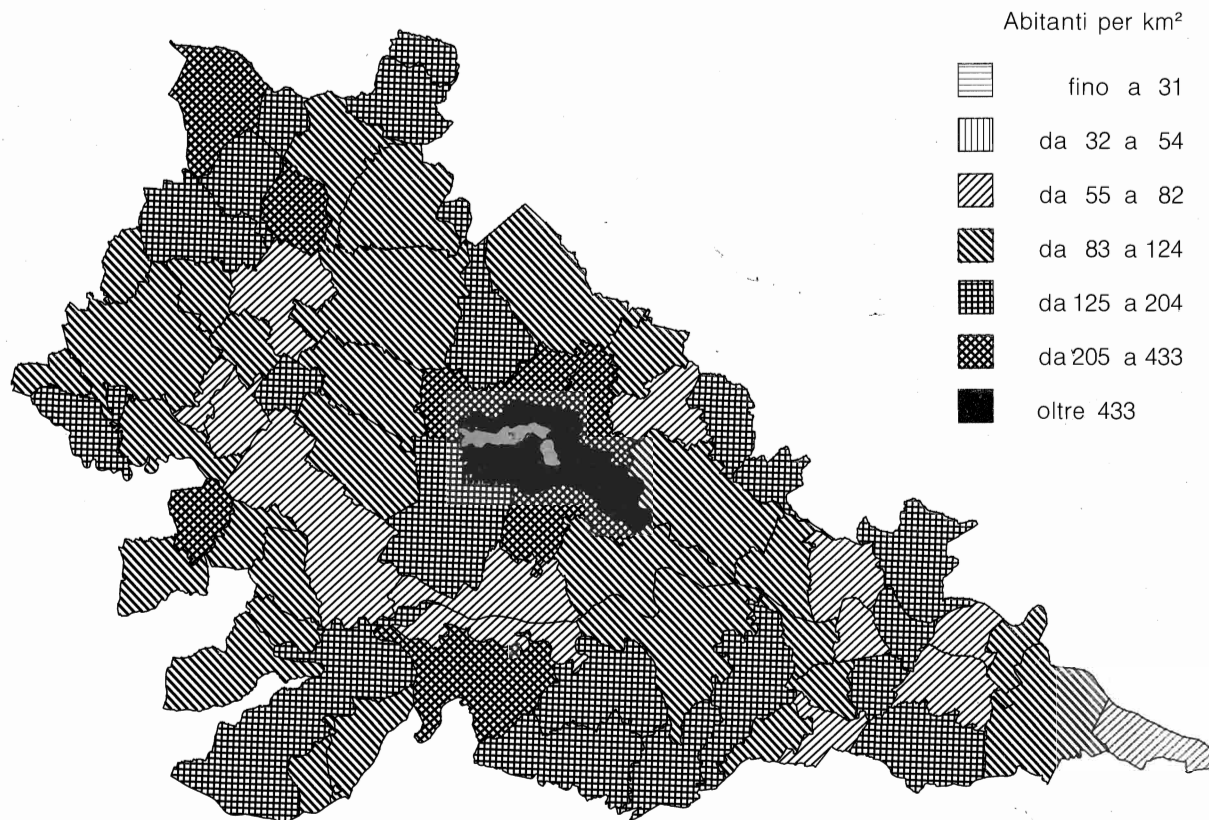 Abitanti per km²
fino a 31
da 32 a 54
da 55 a 82
da 83 a 124
da 125 a 204
da 205 a 433
oltre 433